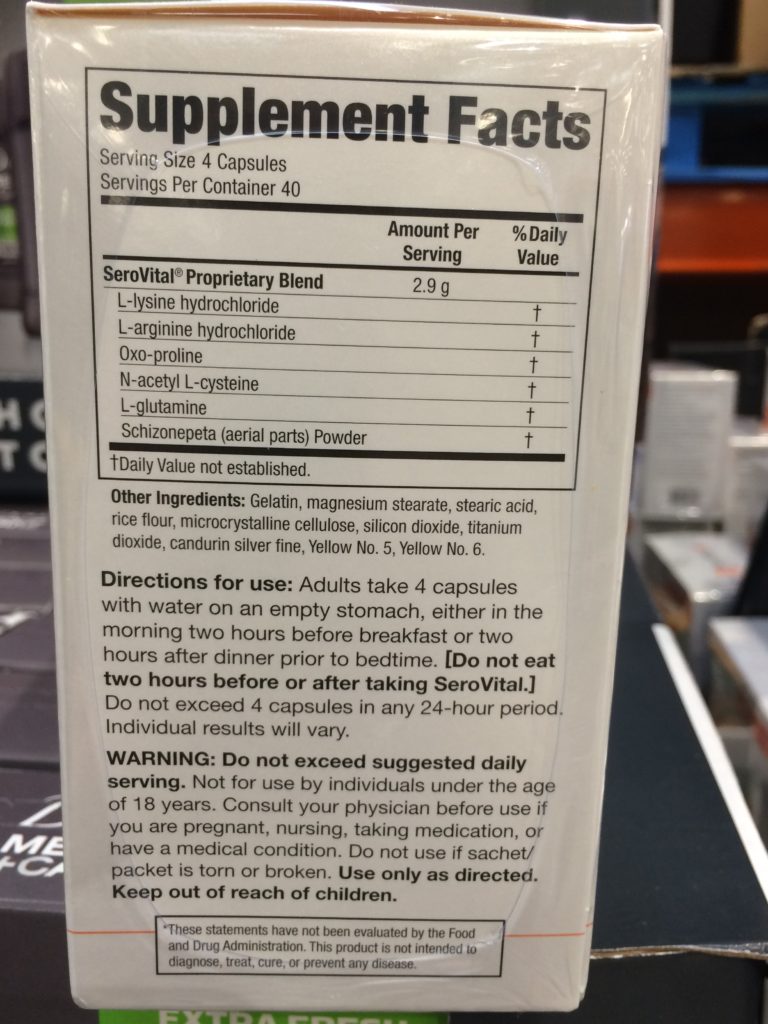 Supplement Facts
Serving Size 4 Capsules
Servings Per Container 40
Amount Per Serving
% Daily Value
SeroVital® Proprietary Blend 2.9 g
L-lysine hydrochloride †
L-arginine hydrochloride †
Oxo-proline †
N-acetyl L-cysteine †
L-glutamine †
Schizonepeta (aerial parts) Powder †
†Daily Value not established.
Other Ingredients: Gelatin, magnesium stearate, stearic acid,
rice flour, microcrystalline cellulose, silicon dioxide, titanium
dioxide, candurin silver fine, Yellow No. 5, Yellow No. 6.
Directions for use: Adults take 4 capsules
with water on an empty stomach, either in the
morning two hours before breakfast or two
hours after dinner prior to bedtime. [Do not eat
two hours before or after taking SeroVital.]
Do not exceed 4 capsules in any 24-hour period.
Individual results will vary.
WARNING: Do not exceed suggested daily
serving. Not for use by individuals under the age
of 18 years. Consult your physician before use if
you are pregnant, nursing, taking medication, or
have a medical condition. Do not use if sachet/
packet is torn or broken. Use only as directed.
Keep out of reach of children.
*These statements have not been evaluated by the Food
and Drug Administration. This product is not intended to
diagnose, treat, cure, or prevent any disease.
EXTRA FRESH